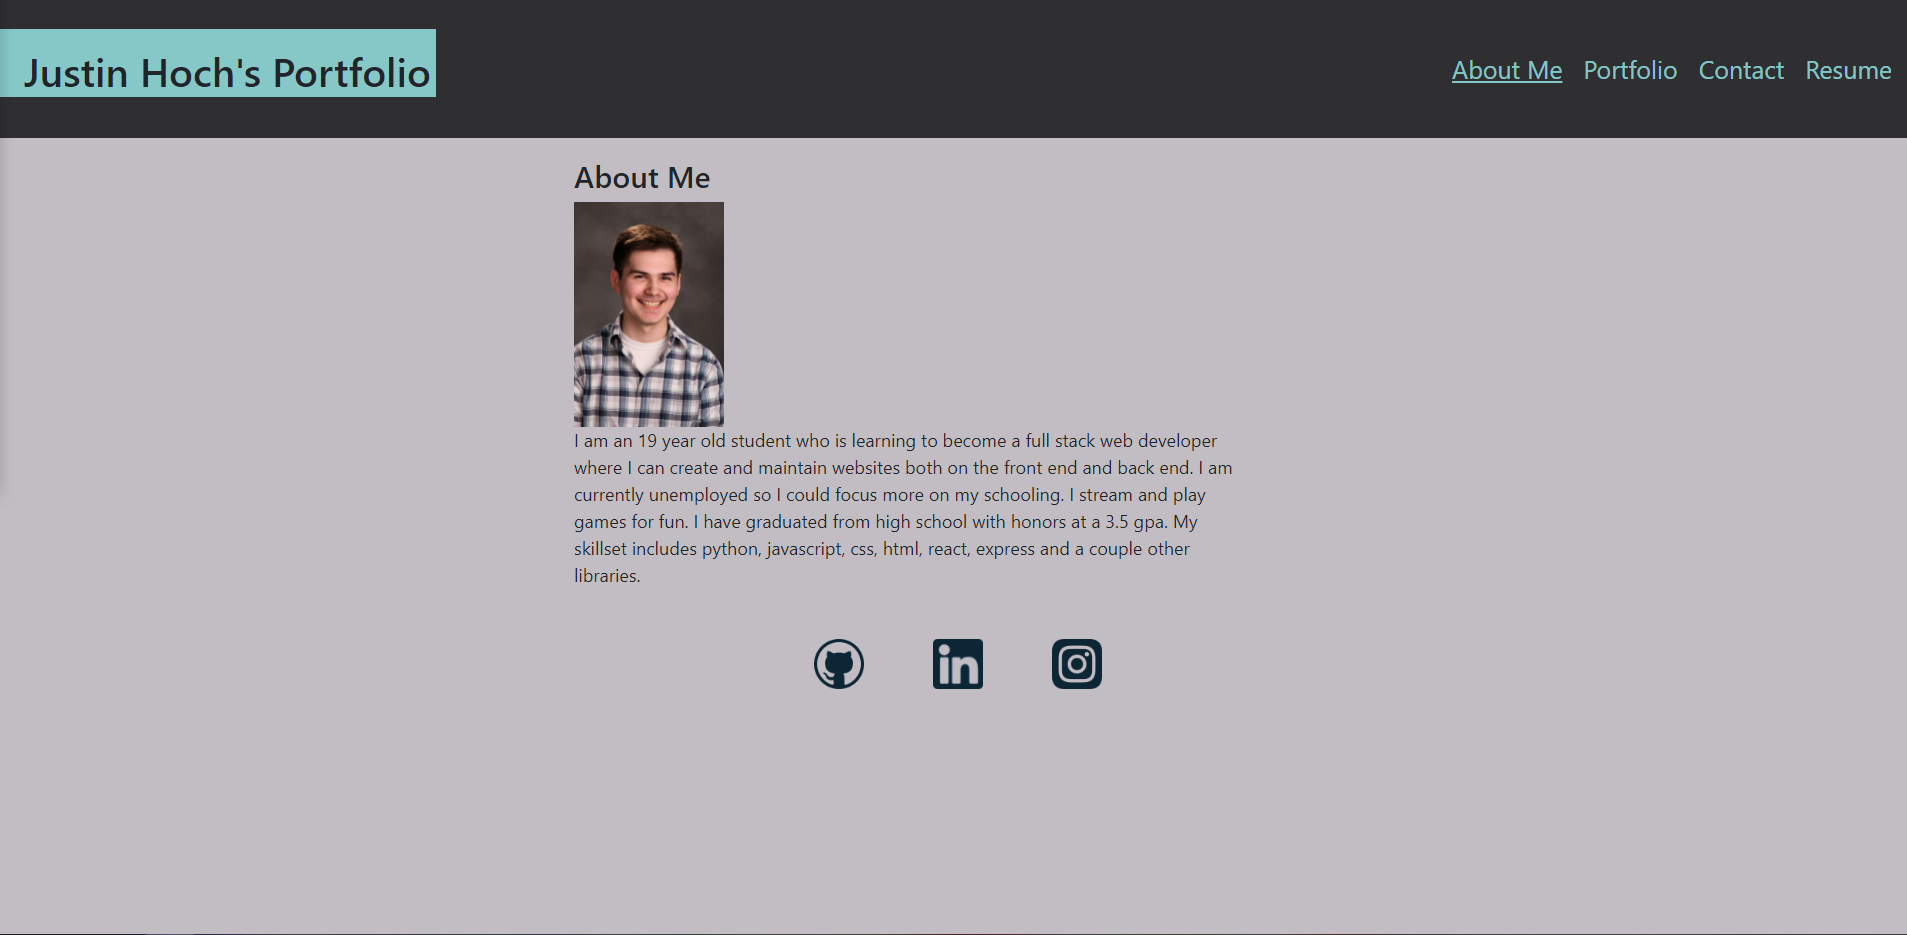 Justin Hoch's Portfolio
About Me Portfolio Contact Resume
About Me
I am an 19 year old student who is learning to become a full stack web developer
where I can create and maintain websites both on the front end and back end. I am
currently unemployed so I could focus more on my schooling. I stream and play
games for fun. I have graduated from high school with honors at a 3.5 gpa. My
skillset includes python, javascript, css, html, react, express and a couple other
libraries.
in